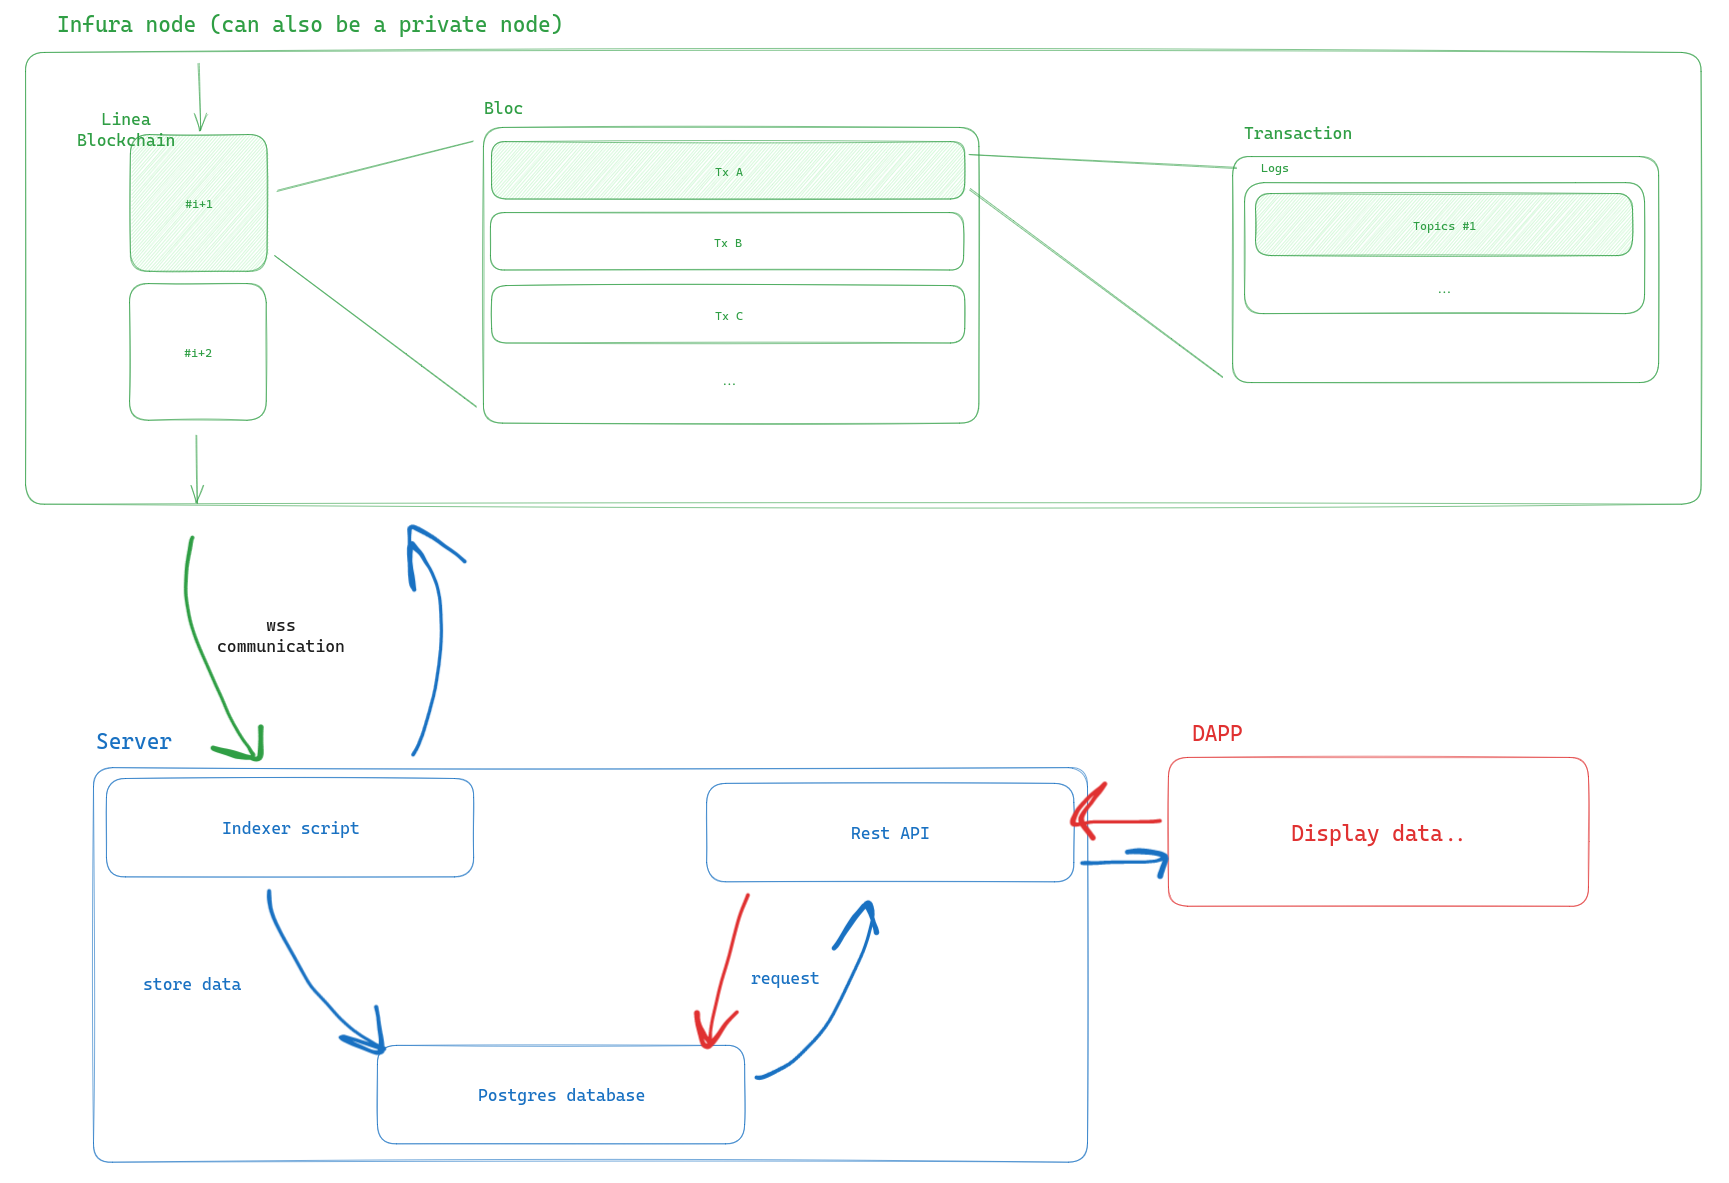 Infura node (can also be a private node)
Linea
Blockchain
#i+1
#i+2
Bloc
Tx A
Tx B
Tx C
...
Transaction
Logs
Topics #1
...
wss
communication
Server
Indexer script
Rest API
store data
request
Postgres database
DAPP
Display data..